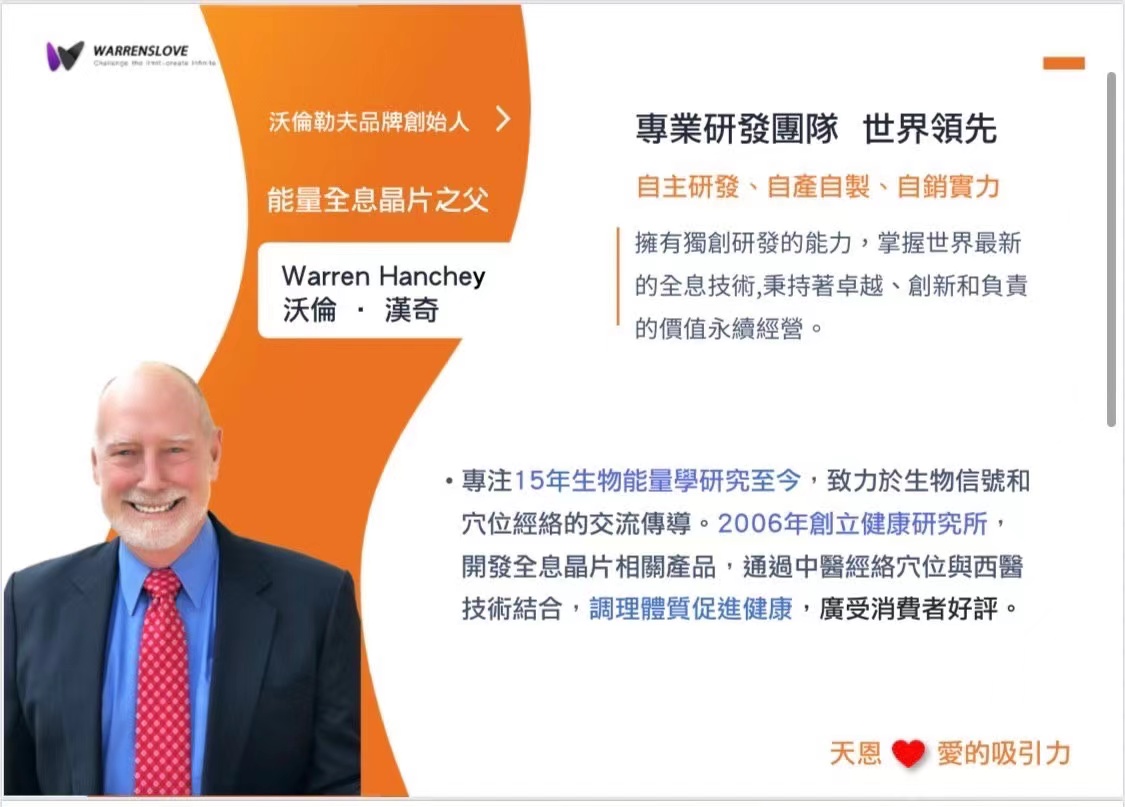 WARRENSLOVE
Challenge the limit-create infinite
沃倫勒夫品牌創始人
能量全息晶片之父
Warren Hanchey
沃倫 · 漢奇
專業研發團隊 世界領先
自主研發、自產自製、自銷實力
擁有獨創研發的能力，掌握世界最新
的全息技術,秉持著卓越、創新和負責
的價值永續經營。
• 專注15年生物能量學研究至今，致力於生物信號和
穴位經絡的交流傳導。2006年創立健康研究所，
開發全息晶片相關產品，通過中醫經絡穴位與西醫
技術結合，調理體質促進健康，廣受消費者好評。
天恩 ❤ 愛的吸引力